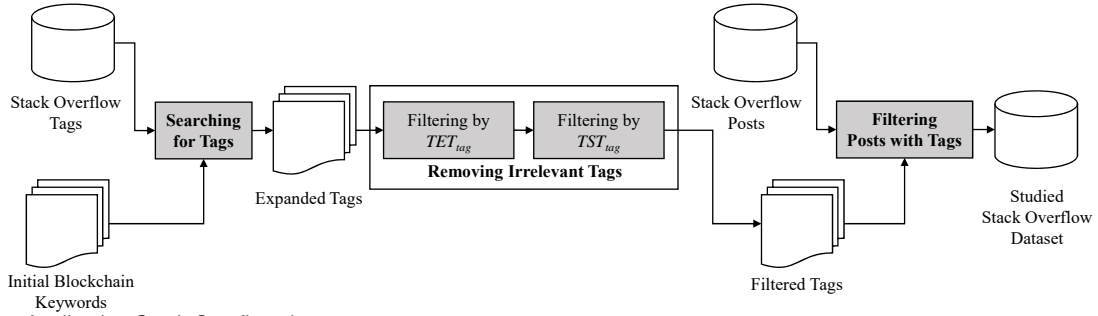 Stack Overflow
Tags
Searching
for Tags
Initial Blockchain
Keywords
Expanded Tags
Filtering by
TET_tag
Filtering by
TST_tag
Removing Irrelevant Tags
Stack Overflow
Posts
Filtering
Posts with Tags
Filtered Tags
Studied
Stack Overflow
Dataset